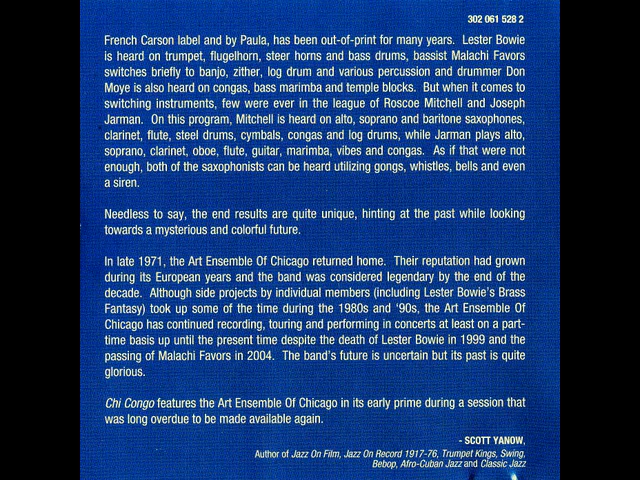 302 061 528 2
French Carson label and by Paula, has been out-of-print for many years. Lester Bowie
is heard on trumpet, flugelhorn, steer horns and bass drums, bassist Malachi Favors
switches briefly to banjo, zither, log drum and various percussion and drummer Don
Moye is also heard on congas, bass marimba and temple blocks. But when it comes to
switching instruments, few were ever in the league of Roscoe Mitchell and Joseph
Jarman. On this program, Mitchell is heard on alto, soprano and baritone saxophones,
clarinet, flute, steel drums, cymbals, congas and log drums, while Jarman plays alto,
soprano, clarinet, oboe, flute, guitar, marimba, vibes and congas. As if that were not
enough, both of the saxophonists can be heard utilizing gongs, whistles, bells and even
a siren.
Needless to say, the end results are quite unique, hinting at the past while looking
towards a mysterious and colorful future.
In late 1971, the Art Ensemble Of Chicago returned home. Their reputation had grown
during its European years and the band was considered legendary by the end of the
decade. Although side projects by individual members (including Lester Bowie's Brass
Fantasy) took up some of the time during the 1980s and '90s, the Art Ensemble Of
Chicago has continued recording, touring and performing in concerts at least on a part-
time basis up until the present time despite the death of Lester Bowie in 1999 and the
passing of Malachi Favors in 2004. The band's future is uncertain but its past is quite
glorious.
Chi Congo features the Art Ensemble Of Chicago in its early prime during a session that
was long overdue to be made available again.
- SCOTT YANOW,
Author of Jazz On Film, Jazz On Record 1917-76, Trumpet Kings, Swing,
Bebop, Afro-Cuban Jazz and Classic Jazz